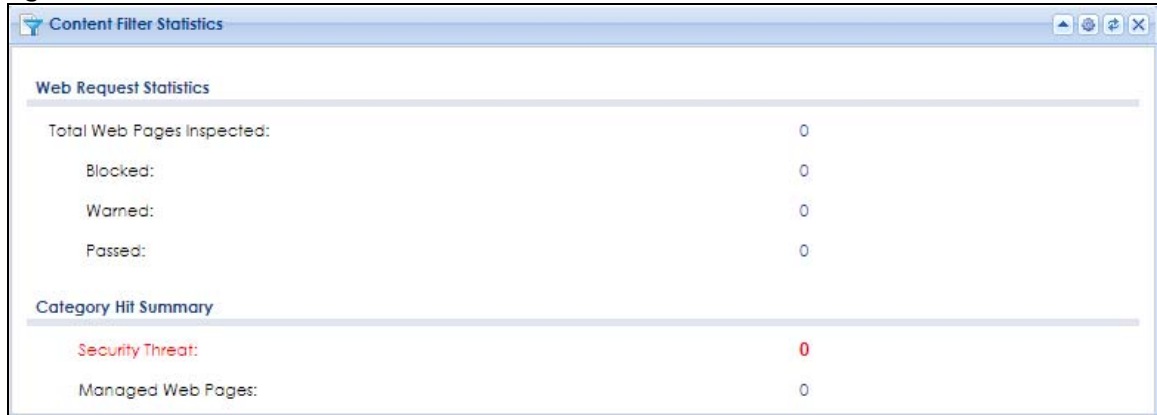 Content Filter Statistics
Web Request Statistics
Total Web Pages Inspected: 0
Blocked: 0
Warned: 0
Passed: 0
Category Hit Summary
Security Threat: 0
Managed Web Pages: 0